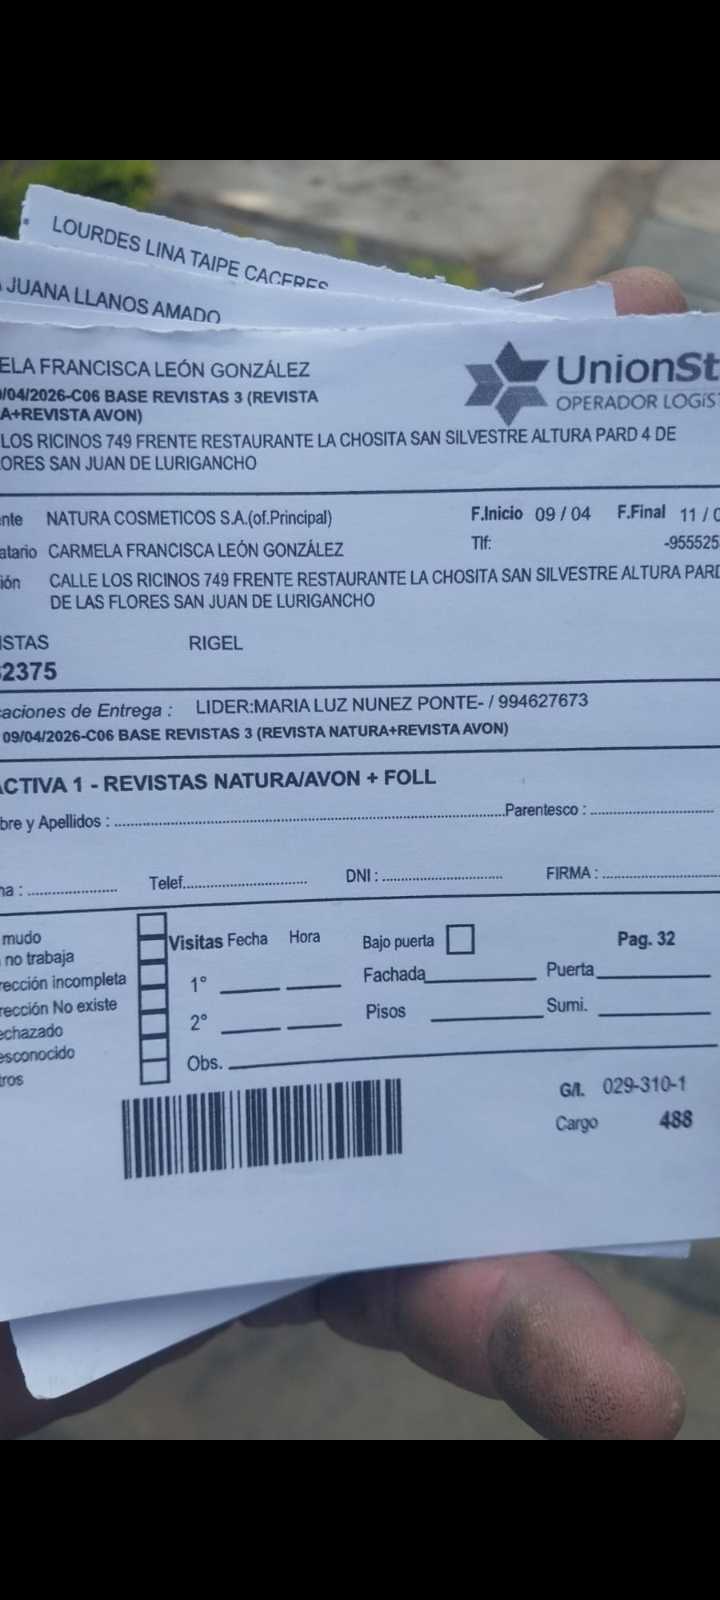 LOURDES LINA TAIPE CACERES
JUANA LLANOS AMADO
ELA FRANCISCA LEÓN GONZÁLEZ
UnionSt
/04/2026-C06 BASE REVISTAS 3 (REVISTA
OPERADOR LOGÍST
A+REVISTA AVON)
LOS RICINOS 749 FRENTE RESTAURANTE LA CHOSITA SAN SILVESTRE ALTURA PARD 4 DE
ORES SAN JUAN DE LURIGANCHO
nte NATURA COSMETICOS S.A.(of.Principal) F.Inicio 09 / 04 F.Final 11 / 0
atario CARMELA FRANCISCA LEÓN GONZÁLEZ Tlf: -955525
ión CALLE LOS RICINOS 749 FRENTE RESTAURANTE LA CHOSITA SAN SILVESTRE ALTURA PARD
DE LAS FLORES SAN JUAN DE LURIGANCHO
ISTAS RIGEL
2375
caciones de Entrega : LIDER:MARIA LUZ NUNEZ PONTE- / 994627673
09/04/2026-C06 BASE REVISTAS 3 (REVISTA NATURA+REVISTA AVON)
ACTIVA 1 - REVISTAS NATURA/AVON + FOLL
bre y Apellidos : Parentesco :
ha : Telef. DNI : FIRMA :
mudo
Visitas Fecha Hora Bajo puerta Pag. 32
no trabaja
rección incompleta 1° Fachada Puerta
rección No existe
echazado 2° Pisos Sumi.
esconocido
tros Obs.
G/I. 029-310-1
Cargo 488